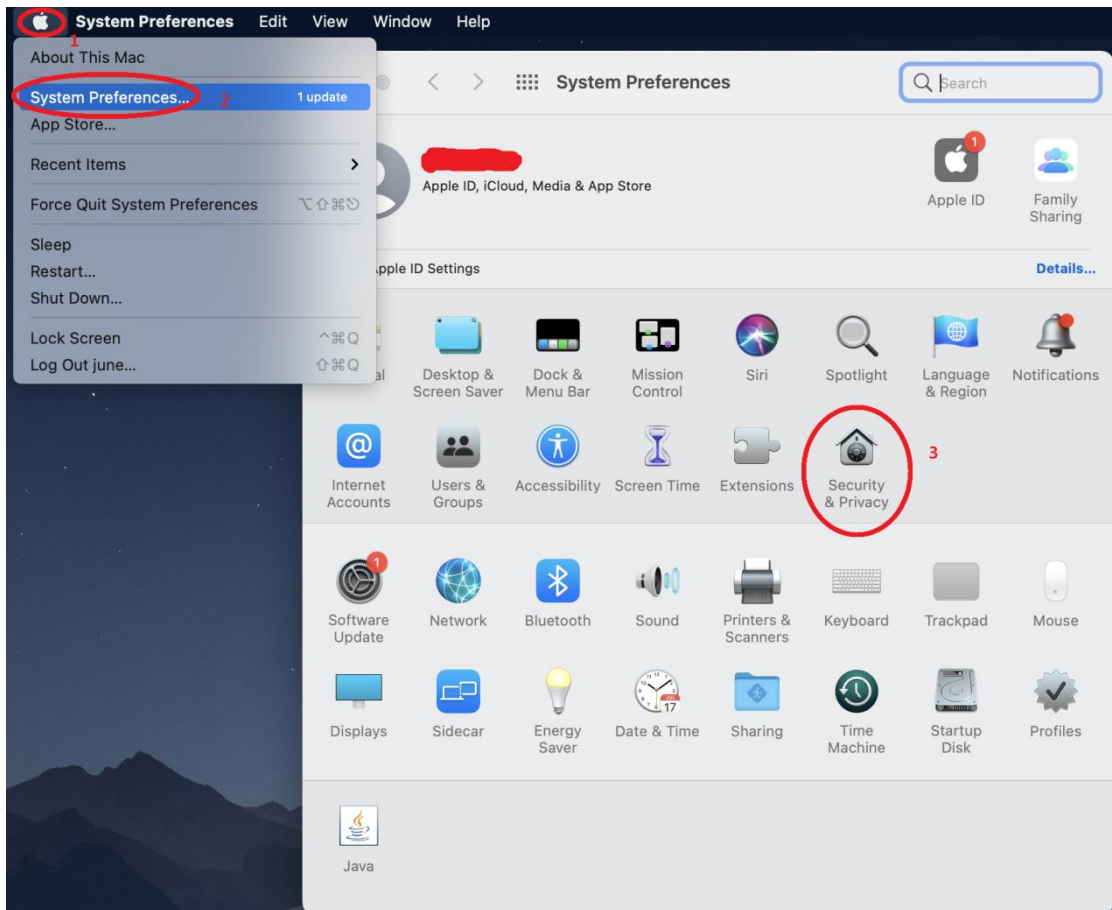 System Preferences Edit View Window Help
1
About This Mac
System Preferences... 2 1 update
App Store...
Recent Items
Force Quit System Preferences ⌥⇧⌘⎋
Sleep
Restart...
Shut Down...
Lock Screen ^⌘Q
Log Out june... ⇧⌘Q
System Preferences
Search
Apple ID, iCloud, Media & App Store
1
Apple ID
Family
Sharing
pple ID Settings
Details...
al
Desktop &
Screen Saver
Dock &
Menu Bar
Mission
Control
Siri
Spotlight
Language
& Region
Notifications
Internet
Accounts
Users &
Groups
Accessibility
Screen Time
Extensions
Security
& Privacy
3
1
Software
Update
Network
Bluetooth
Sound
Printers &
Scanners
Keyboard
Trackpad
Mouse
Displays
Sidecar
Energy
Saver
JUL
17
Date & Time
Sharing
Time
Machine
Startup
Disk
Profiles
Java